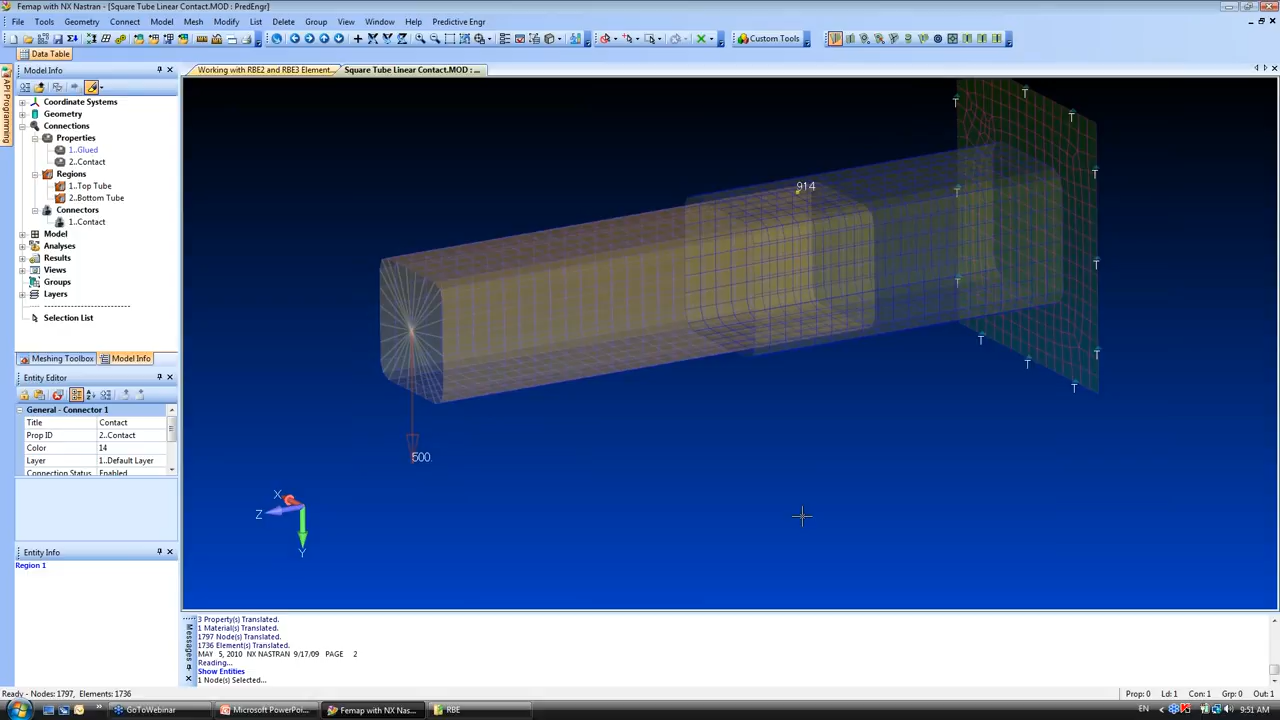 Femap with NX Nastran - [Square Tube Linear Contact.MOD : PredEngr]
File Tools Geometry Connect Model Mesh Modify List Delete Group View Window Help Predictive Engr
Custom Tools
Data Table
Model Info
Working with RBE2 and RBE3 Element...
Square Tube Linear Contact.MOD : ...
API Programming
Coordinate Systems
Geometry
Connections
Properties
1..Glued
2..Contact
Regions
1..Top Tube
2..Bottom Tube
Connectors
1..Contact
Model
Analyses
Results
Views
Groups
Layers
Selection List
Meshing Toolbox
Model Info
Entity Editor
General - Connector 1
Title Contact
Prop ID 2..Contact
Color 14
Layer 1..Default Layer
Connection Status Enabled
Entity Info
Region 1
914
T
T
T
T
T
T
T
T
T
T
T
T
500.
X
Z
Y
Messages
3 Property(s) Translated.
1 Material(s) Translated.
1797 Node(s) Translated.
1736 Element(s) Translated.
MAY 5, 2010 NX NASTRAN 9/17/09 PAGE 2
Reading...
Show Entities
1 Node(s) Selected...
Ready - Nodes: 1797, Elements: 1736
Prop: 0 Ld: 1 Con: 1 Grp: 0 Out: 1
GoToWebinar
Microsoft PowerPoi...
Femap with NX Nas...
RBE
EN
9:51 AM